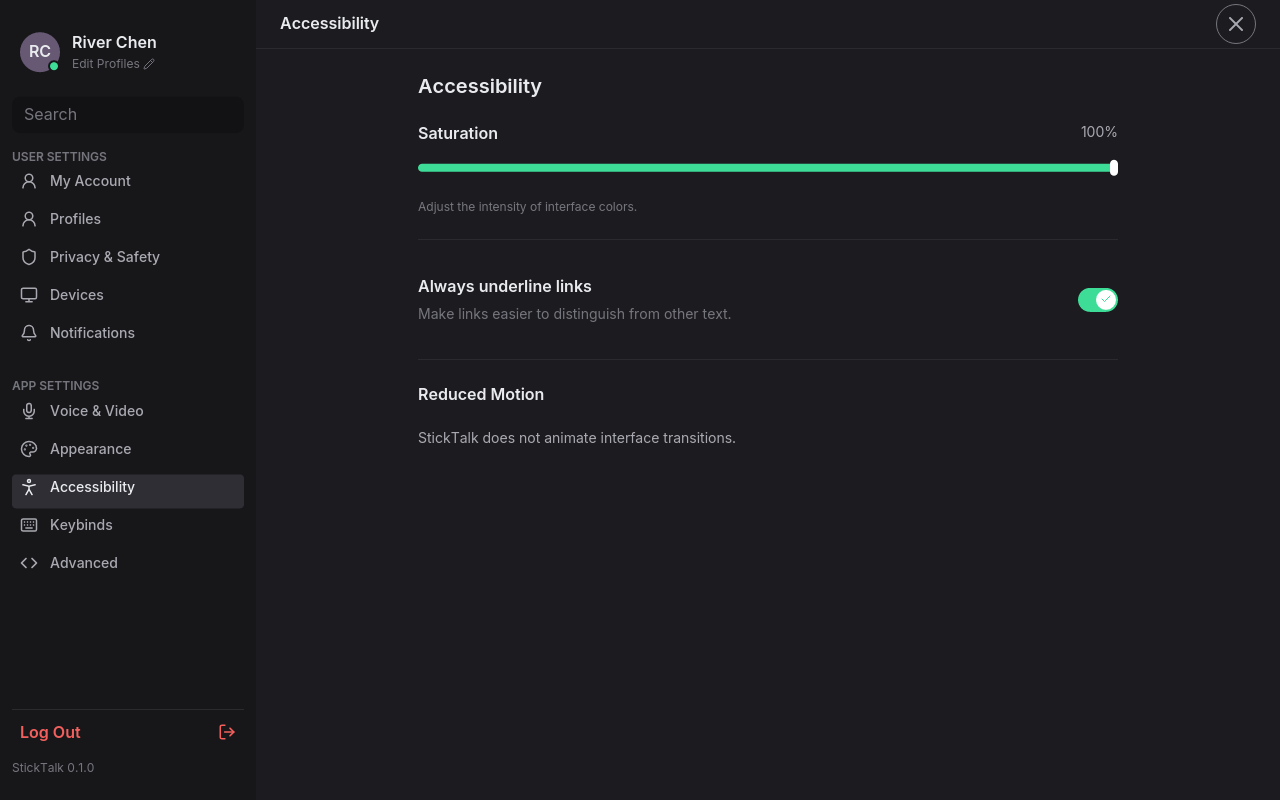 RC
River Chen
Edit Profiles
Search
USER SETTINGS
My Account
Profiles
Privacy & Safety
Devices
Notifications
APP SETTINGS
Voice & Video
Appearance
Accessibility
Keybinds
Advanced
Log Out
StickTalk 0.1.0
Accessibility
Accessibility
Saturation
100%
Adjust the intensity of interface colors.
Always underline links
Make links easier to distinguish from other text.
Reduced Motion
StickTalk does not animate interface transitions.